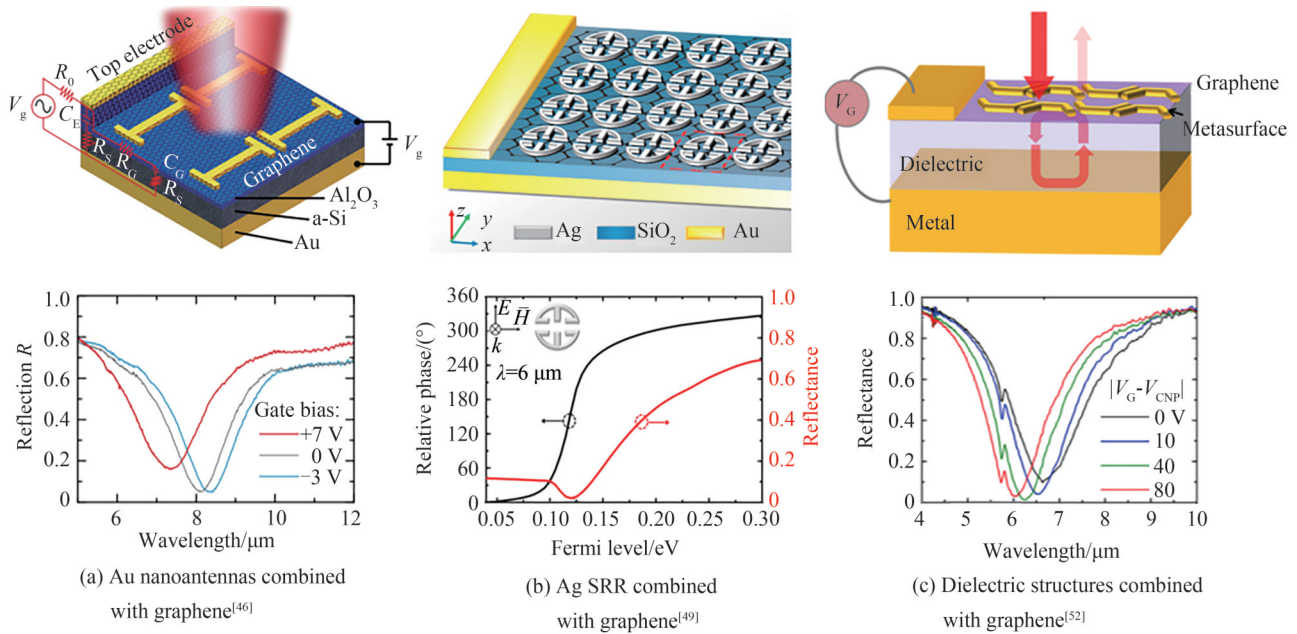 Top electrode
R0
Vg
CE
RS
RG
CG
RS
Graphene
Vg
Al2O3
a-Si
Au
z
y
x
Ag
SiO2
Au
VG
Graphene
Metasurface
Dielectric
Metal
Reflection R
1.0
0.8
0.6
0.4
0.2
0
Gate bias:
+7 V
0 V
−3 V
6
8
10
12
Wavelength/μm
Relative phase/(°)
360
300
240
180
120
60
0
E
H̄
k
λ=6 μm
1.0
0.8
0.6
0.4
0.2
0
Reflectance
0.05
0.10
0.15
0.20
0.25
0.30
Fermi level/eV
Reflectance
1.0
0.8
0.6
0.4
0.2
0
|VG-VCNP|
0 V
10
40
80
4
5
6
7
8
9
10
Wavelength/μm
(a) Au nanoantennas combined
with graphene[46]
(b) Ag SRR combined
with graphene[49]
(c) Dielectric structures combined
with graphene[52]